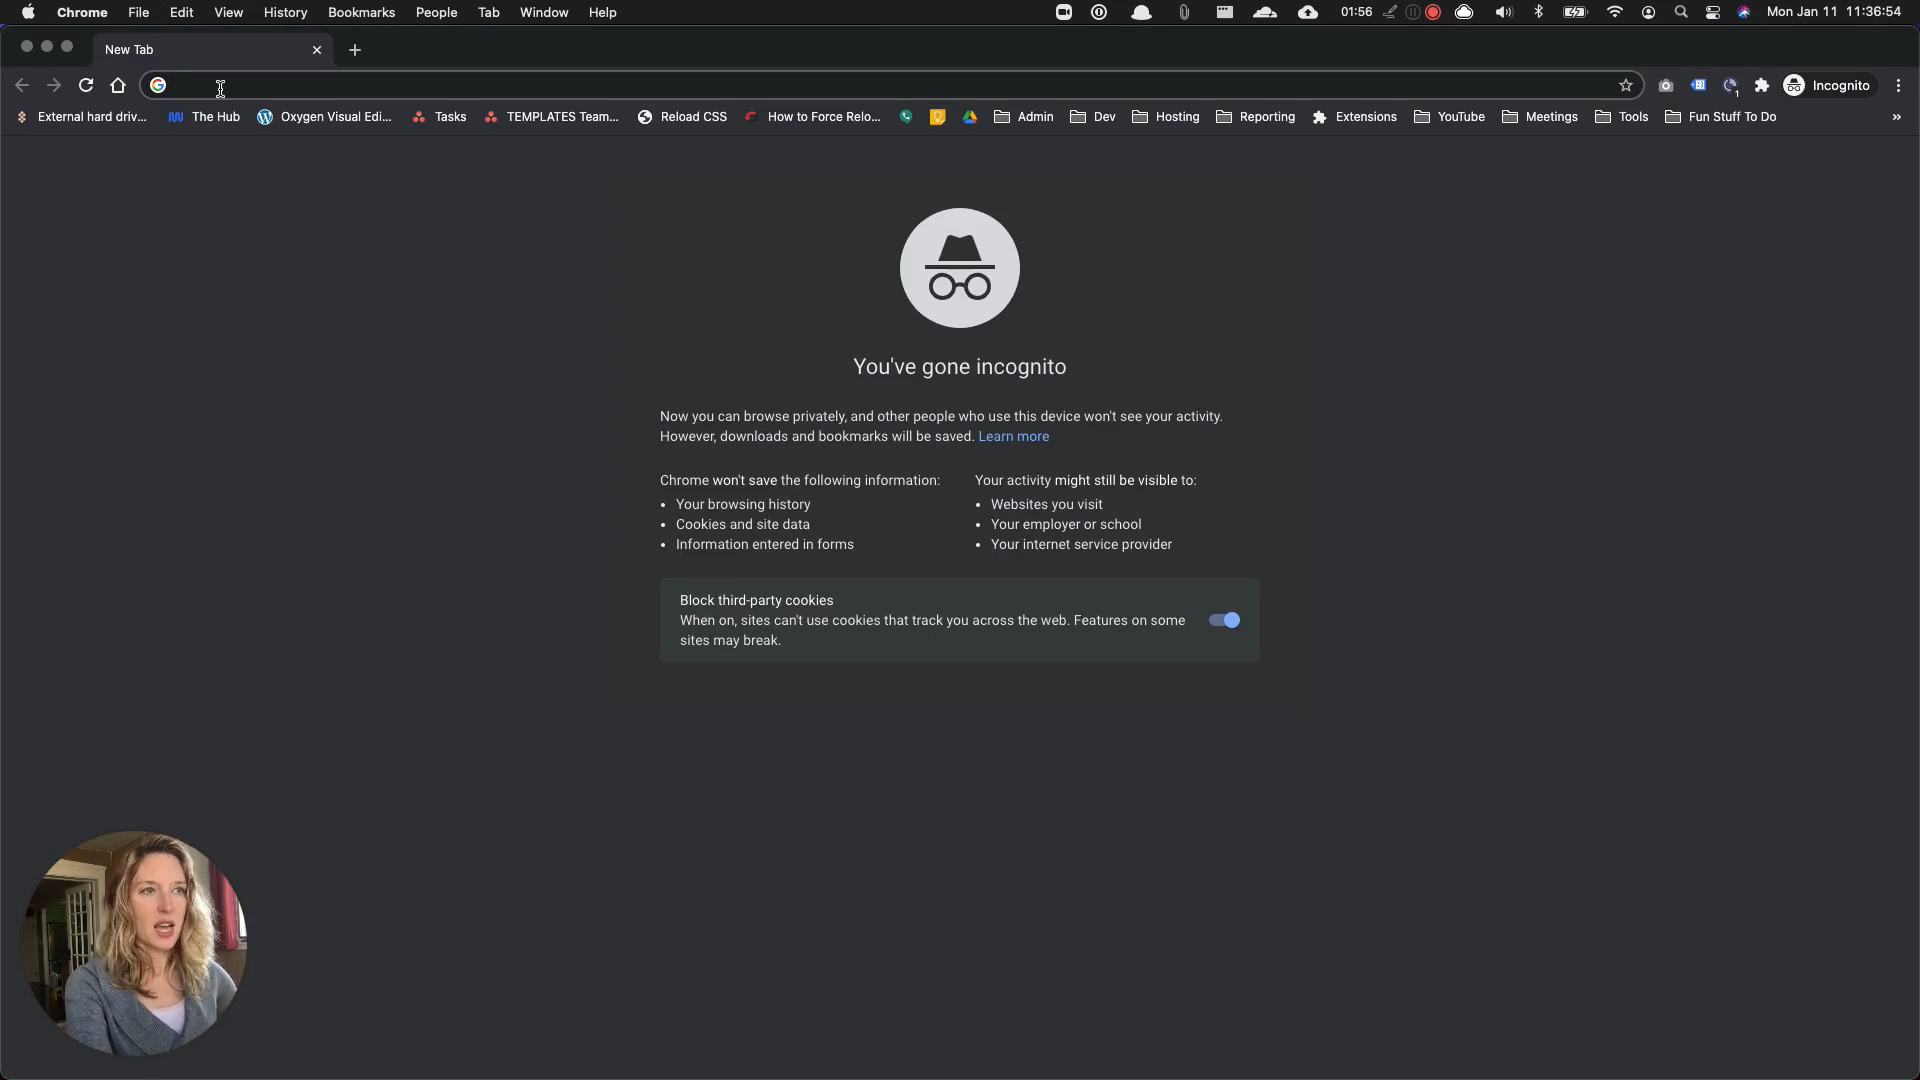 Chrome File Edit View History Bookmarks People Tab Window Help 01:56 Mon Jan 11 11:36:54
New Tab
Incognito
External hard driv... The Hub Oxygen Visual Edi... Tasks TEMPLATES Team... Reload CSS How to Force Relo... Admin Dev Hosting Reporting Extensions YouTube Meetings Tools Fun Stuff To Do »
You've gone incognito
Now you can browse privately, and other people who use this device won't see your activity.
However, downloads and bookmarks will be saved. Learn more
Chrome won't save the following information:
• Your browsing history
• Cookies and site data
• Information entered in forms
Your activity might still be visible to:
• Websites you visit
• Your employer or school
• Your internet service provider
Block third-party cookies
When on, sites can't use cookies that track you across the web. Features on some
sites may break.